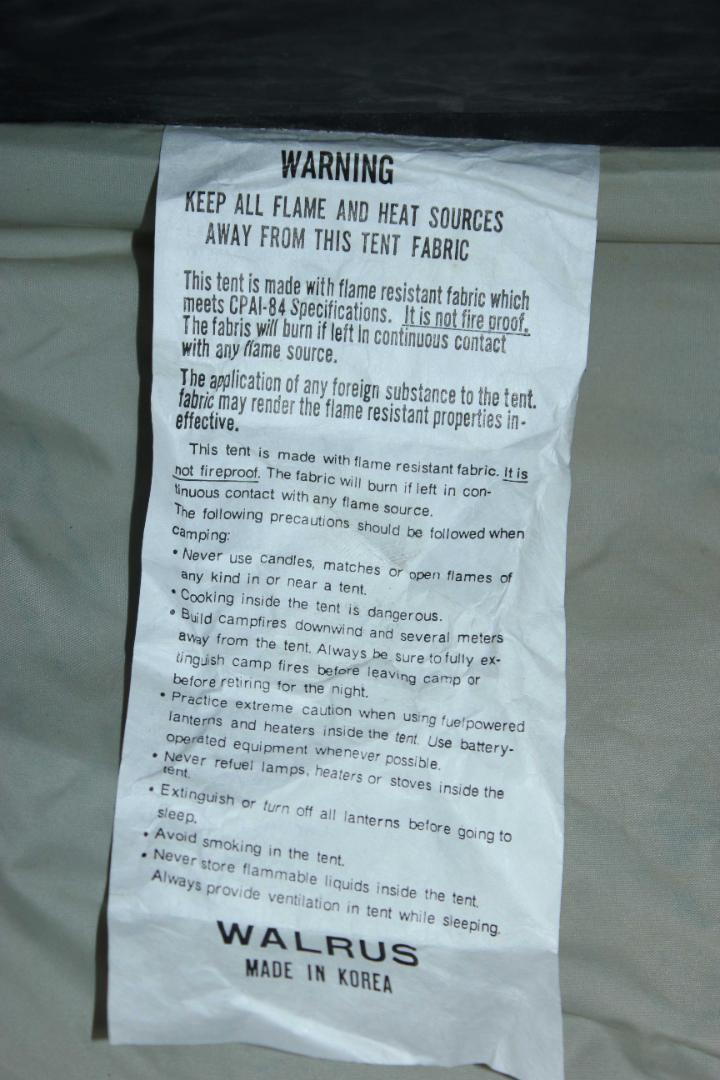 WARNING
KEEP ALL FLAME AND HEAT SOURCES
AWAY FROM THIS TENT FABRIC
This tent is made with flame resistant fabric which
meets CPAI-84 Specifications. It is not fire proof.
The fabris will burn if left in continuous contact
with any flame source.
The application of any foreign substance to the tent.
fabric may render the flame resistant properties in-
effective.
This tent is made with flame resistant fabric. It is
not fireproof. The fabric will burn if left in con-
tinuous contact with any flame source.
The following precautions should be followed when
camping:
• Never use candles, matches or open flames of
any kind in or near a tent.
• Cooking inside the tent is dangerous.
• Build campfires downwind and several meters
away from the tent. Always be sure to fully ex-
tinguish camp fires before leaving camp or
before retiring for the night.
• Practice extreme caution when using fuelpowered
lanterns and heaters inside the tent. Use battery-
operated equipment whenever possible.
• Never refuel lamps, heaters or stoves inside the
tent.
• Extinguish or turn off all lanterns before going to
sleep.
• Avoid smoking in the tent.
• Never store flammable liquids inside the tent.
Always provide ventilation in tent while sleeping.
WALRUS
MADE IN KOREA